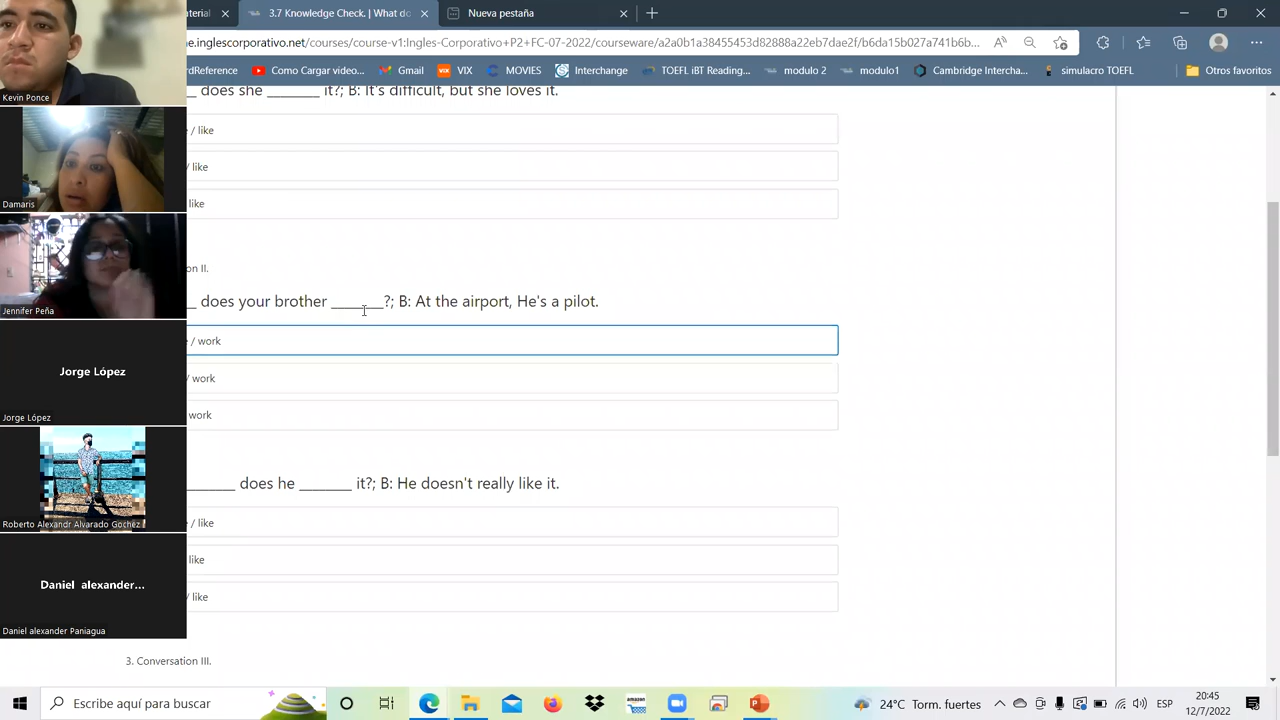 aterial
3.7 Knowledge Check. | What do
Nueva pestaña
ne.inglescorporativo.net/courses/course-v1:Ingles-Corporativo+P2+FC-07-2022/courseware/a2a0b1a38455453d82888a22eb7dae2f/b6da15b027a741b6b...
rdReference
Como Cargar video...
Gmail
VIX
MOVIES
Interchange
TOEFL iBT Reading...
modulo 2
modulo1
Cambridge Intercha...
simulacro TOEFL
Otros favoritos
__ does she _______ it?; B: It's difficult, but she loves it.
e / like
/ like
like
on II.
__ does your brother _______?; B: At the airport, He's a pilot.
e / work
/ work
work
_______ does he _______ it?; B: He doesn't really like it.
e / like
like
/ like
3. Conversation III.
Kevin Ponce
Damaris
Jennifer Peña
Jorge López
Jorge López
Roberto Alexandr Alvarado Gochez
Daniel alexander...
Daniel alexander Paniagua
Escribe aquí para buscar
24°C Torm. fuertes
ESP
20:45
12/7/2022